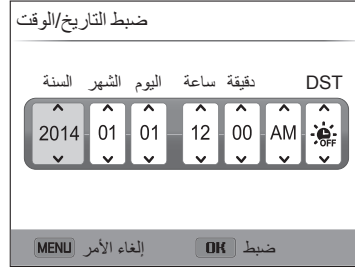 ضبط التاريخ/الوقت
السنة الشهر اليوم ساعة دقيقة DST
2014 01 01 12 00 AM OFF
MENU إلغاء الأمر OK ضبط